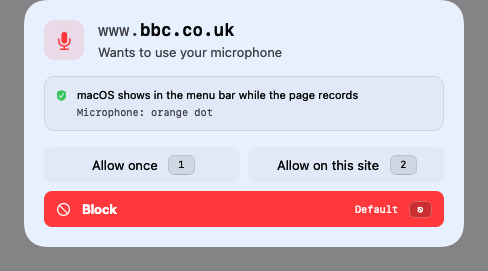 www.bbc.co.uk
Wants to use your microphone
macOS shows in the menu bar while the page records
Microphone: orange dot
Allow once 1
Allow on this site 2
Block Default